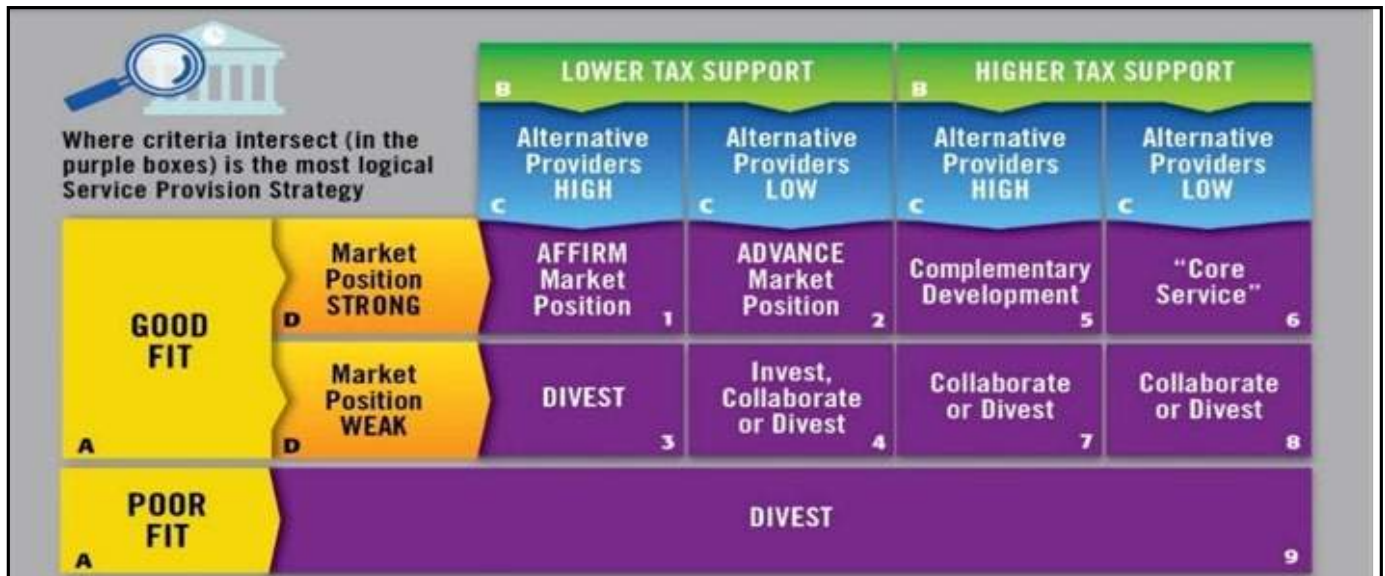 LOWER TAX SUPPORT
B
HIGHER TAX SUPPORT
B
Where criteria intersect (in the
purple boxes) is the most logical
Service Provision Strategy
Alternative
Providers
HIGH
C
Alternative
Providers
LOW
C
Alternative
Providers
HIGH
C
Alternative
Providers
LOW
C
GOOD
FIT
A
Market
Position
STRONG
D
AFFIRM
Market
Position
1
ADVANCE
Market
Position
2
Complementary
Development
5
"Core
Service"
6
Market
Position
WEAK
D
DIVEST
3
Invest,
Collaborate
or Divest
4
Collaborate
or Divest
7
Collaborate
or Divest
8
POOR
FIT
A
DIVEST
9